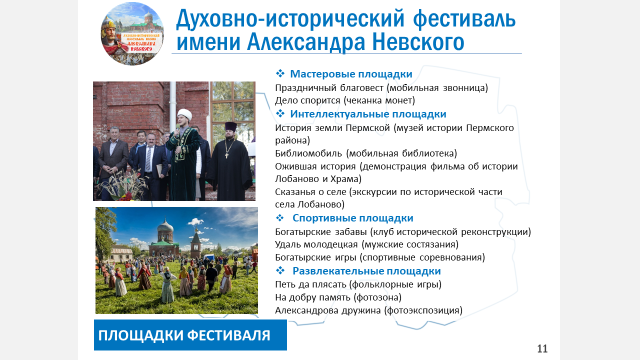 Духовно-исторический фестиваль
имени Александра Невского
❖ Мастеровые площадки
Праздничный благовест (мобильная звонница)
Дело спорится (чеканка монет)
❖ Интеллектуальные площадки
История земли Пермской (музей истории Пермского
района)
Библиомобиль (мобильная библиотека)
Ожившая история (демонстрация фильма об истории
Лобаново и Храма)
Сказанья о селе (экскурсии по исторической части
села Лобаново)
❖ Спортивные площадки
Богатырские забавы (клуб исторической реконструкции)
Удаль молодецкая (мужские состязания)
Богатырские игры (спортивные соревнования)
❖ Развлекательные площадки
Петь да плясать (фольклорные игры)
На добру память (фотозона)
Александрова дружина (фотоэкспозиция)
ПЛОЩАДКИ ФЕСТИВАЛЯ
11